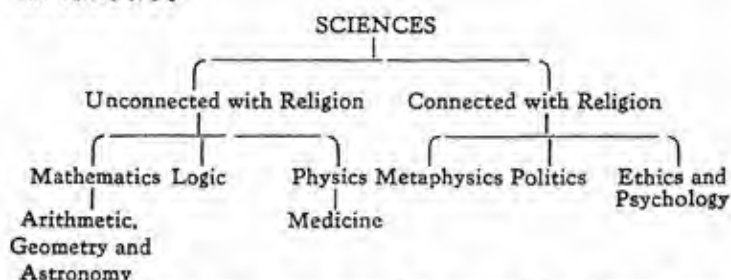 SCIENCES
Unconnected with Religion Connected with Religion
Mathematics Logic Physics Metaphysics Politics Ethics and
Psychology
Arithmetic, Medicine
Geometry and
Astronomy